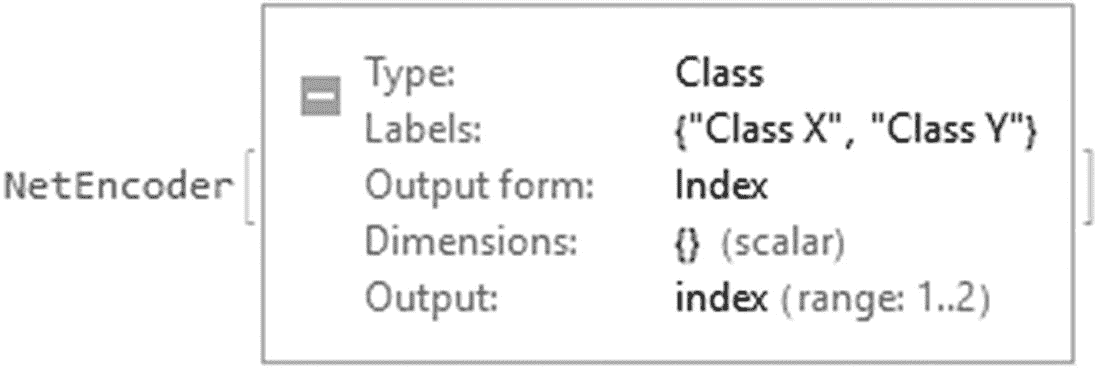 Type: Class
Labels: {"Class X", "Class Y"}
NetEncoder[ Output form: Index ]
Dimensions: {} (scalar)
Output: index (range: 1..2)